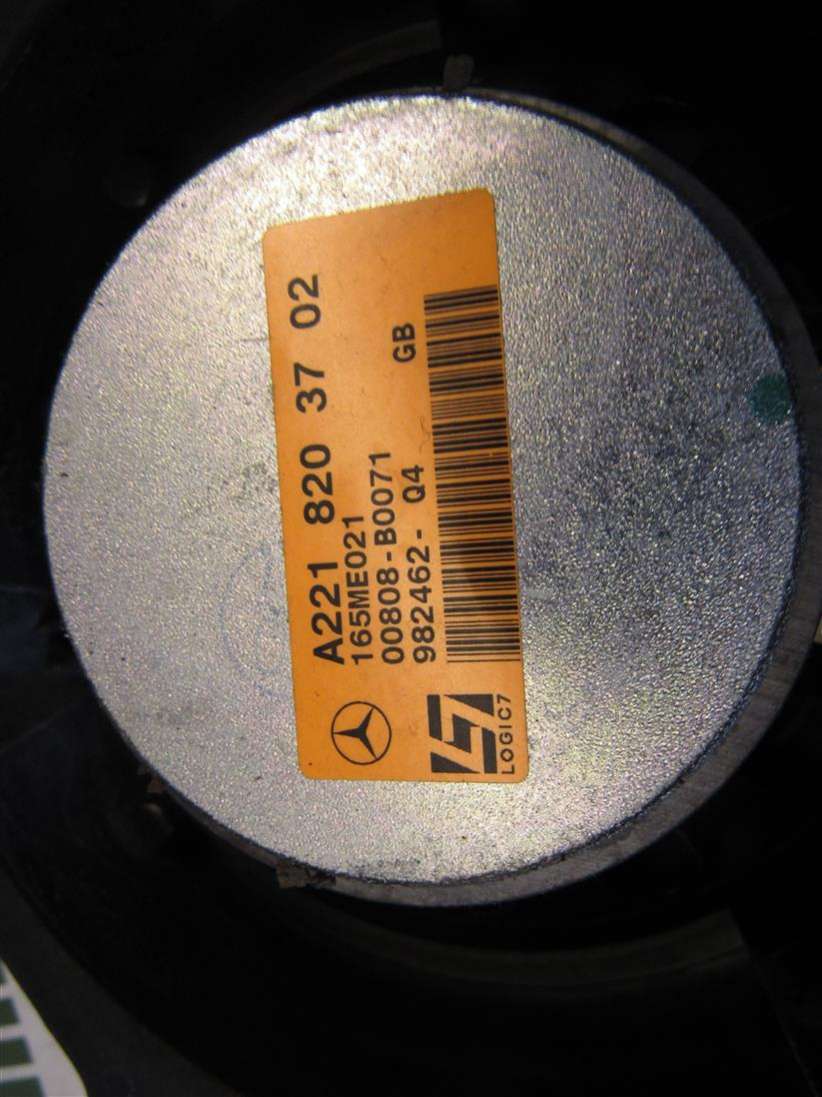 A221 820 37 02
165ME021
00808-B0071 GB
982462- Q4
LOGIC7